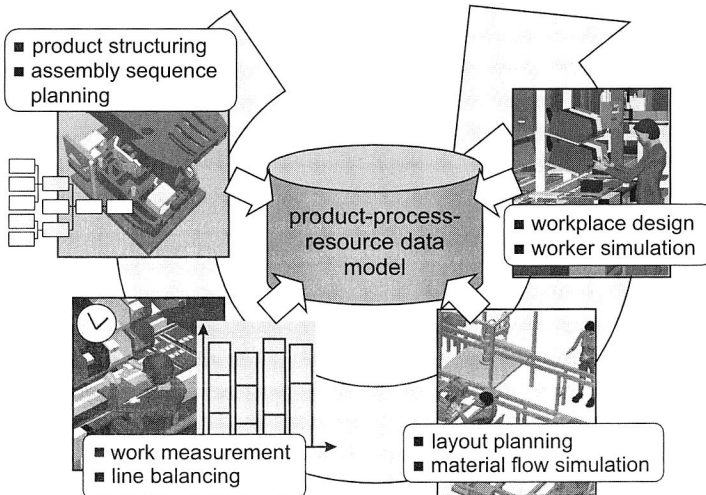 ■ product structuring
■ assembly sequence
planning
product-process-
resource data
model
■ workplace design
■ worker simulation
■ work measurement
■ line balancing
■ layout planning
■ material flow simulation